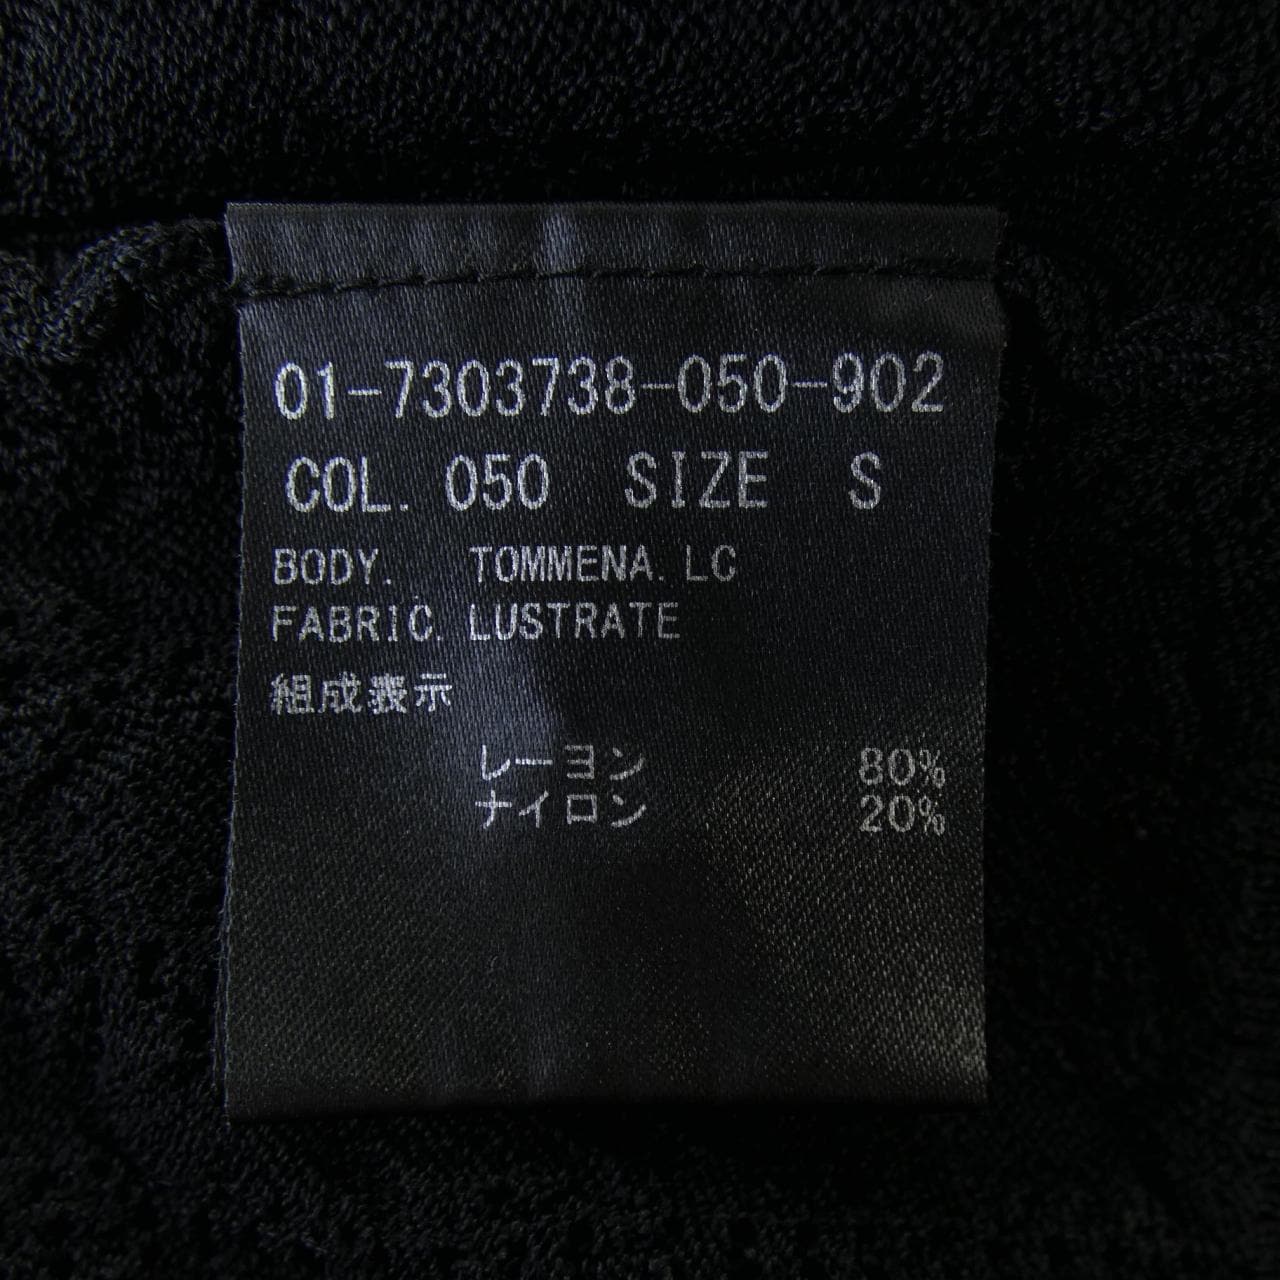 01-7303738-050-902
COL. 050 SIZE S
BODY. TOMMENA.LC
FABRIC. LUSTRATE
組成表示
レーヨン 80%
ナイロン 20%